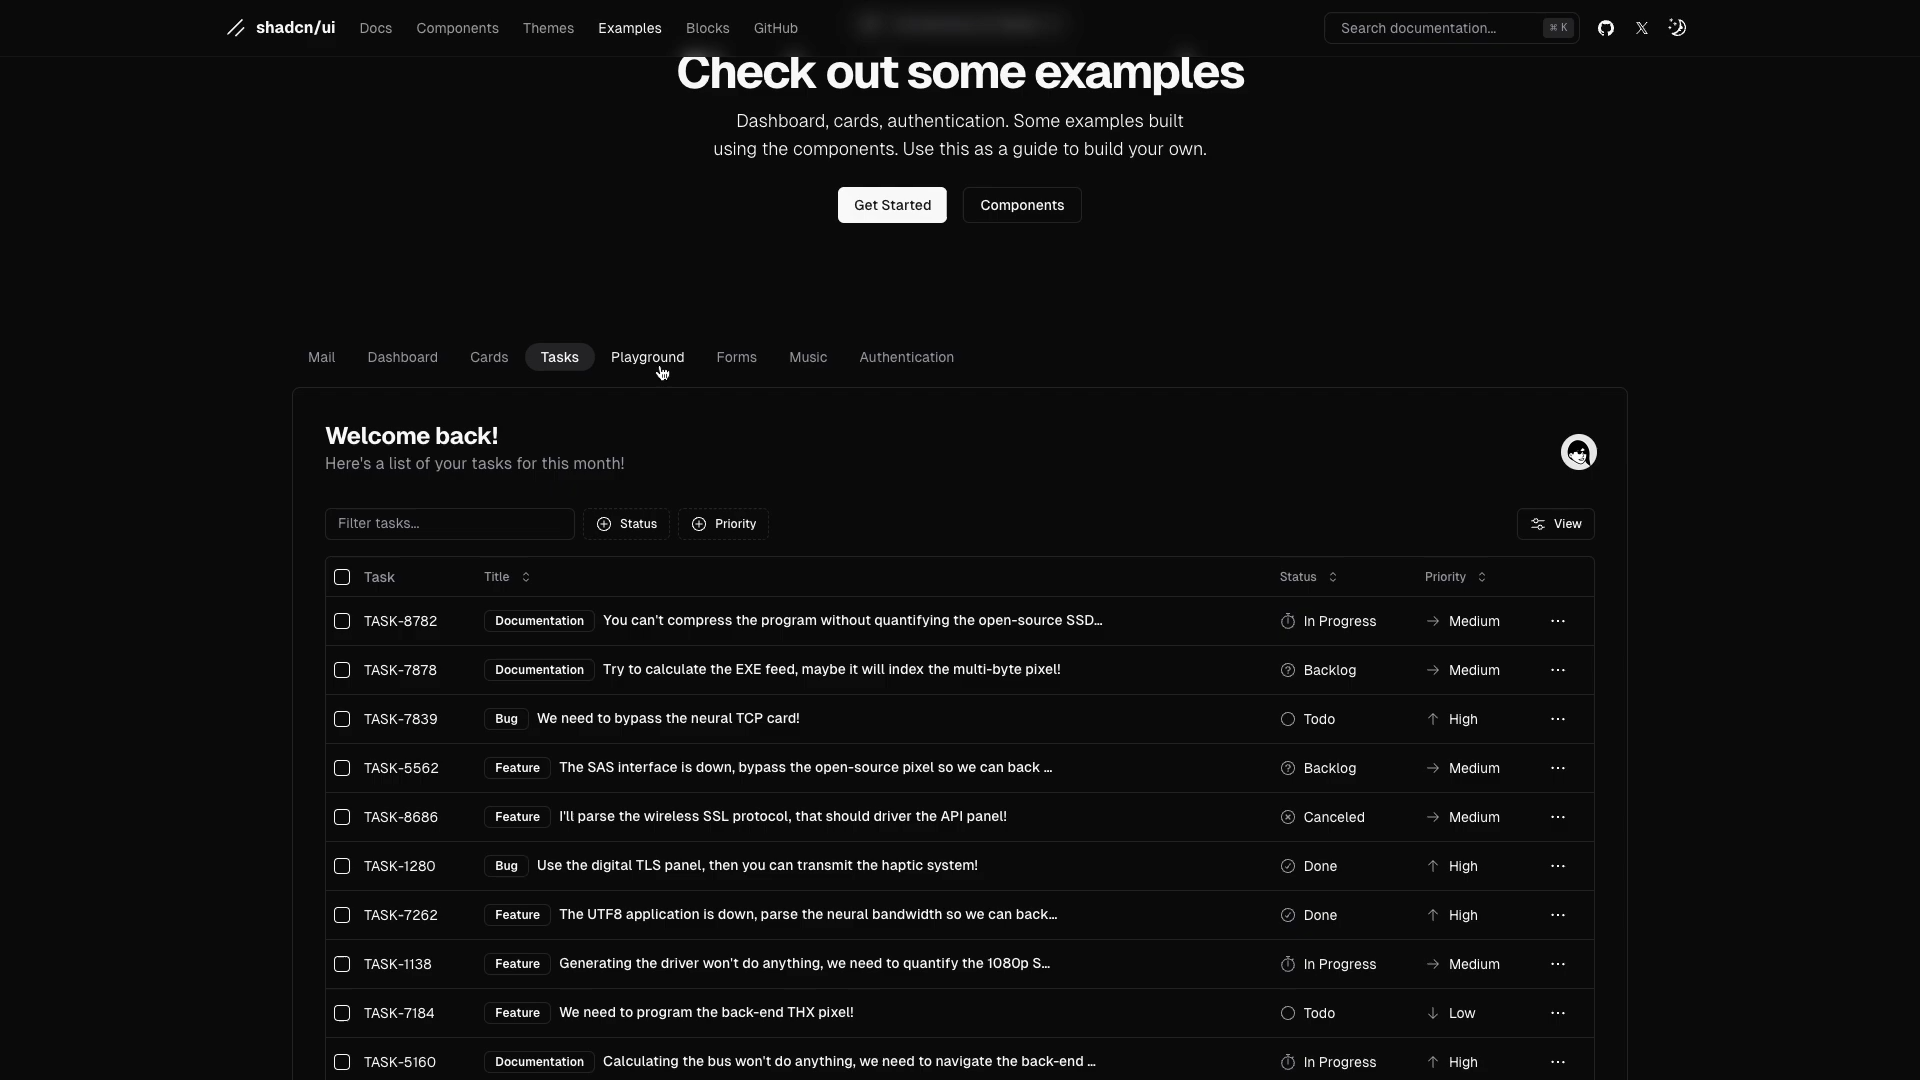 shadcn/ui Docs Components Themes Examples Blocks GitHub Search documentation... ⌘ K
Check out some examples
Dashboard, cards, authentication. Some examples built
using the components. Use this as a guide to build your own.
Get Started Components
Mail Dashboard Cards Tasks Playground Forms Music Authentication
Welcome back!
Here's a list of your tasks for this month!
Filter tasks... Status Priority View
Task Title Status Priority
TASK-8782 Documentation You can't compress the program without quantifying the open-source SSD... In Progress Medium
TASK-7878 Documentation Try to calculate the EXE feed, maybe it will index the multi-byte pixel! Backlog Medium
TASK-7839 Bug We need to bypass the neural TCP card! Todo High
TASK-5562 Feature The SAS interface is down, bypass the open-source pixel so we can back ... Backlog Medium
TASK-8686 Feature I'll parse the wireless SSL protocol, that should driver the API panel! Canceled Medium
TASK-1280 Bug Use the digital TLS panel, then you can transmit the haptic system! Done High
TASK-7262 Feature The UTF8 application is down, parse the neural bandwidth so we can back... Done High
TASK-1138 Feature Generating the driver won't do anything, we need to quantify the 1080p S... In Progress Medium
TASK-7184 Feature We need to program the back-end THX pixel! Todo Low
TASK-5160 Documentation Calculating the bus won't do anything, we need to navigate the back-end ... In Progress High